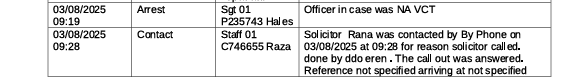 03/08/2025 Arrest Sgt 01 Officer in case was NA VCT
09:19 P235743 Hales
03/08/2025 Contact Staff 01 Solicitor Rana was contacted by By Phone on
09:28 C746655 Raza 03/08/2025 at 09:28 for reason solicitor called.
done by ddo eren . The call out was answered.
Reference not specified arriving at not specified